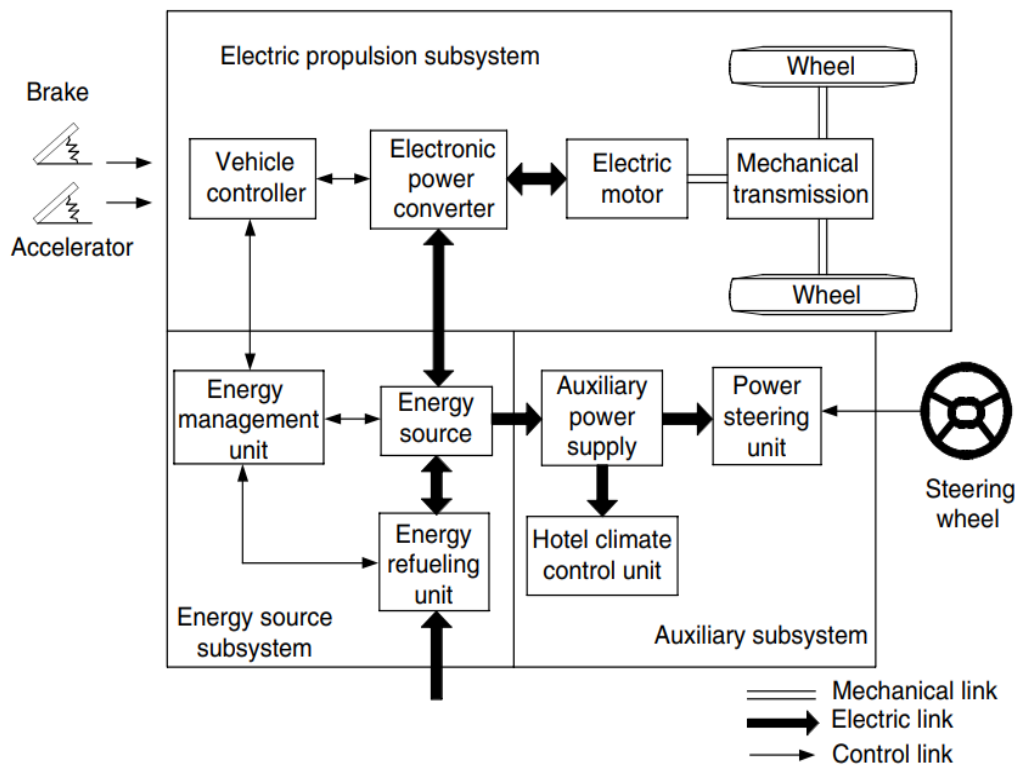 Electric propulsion subsystem
Wheel
Brake
Vehicle
controller
Electronic
power
converter
Electric
motor
Mechanical
transmission
Accelerator
Wheel
Energy
management
unit
Energy
source
Auxiliary
power
supply
Power
steering
unit
Steering
wheel
Energy
refueling
unit
Hotel climate
control unit
Energy source
subsystem
Auxiliary subsystem
Mechanical link
Electric link
Control link